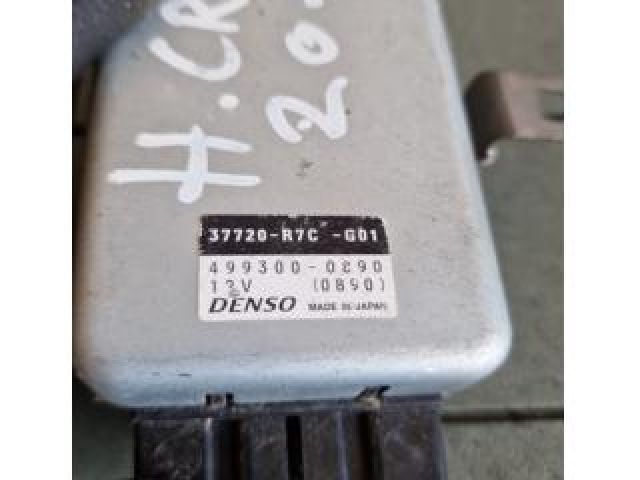 H. CR
20.
37720-R7C -G01
499300-0890
12V (0890)
DENSO MADE IN JAPAN